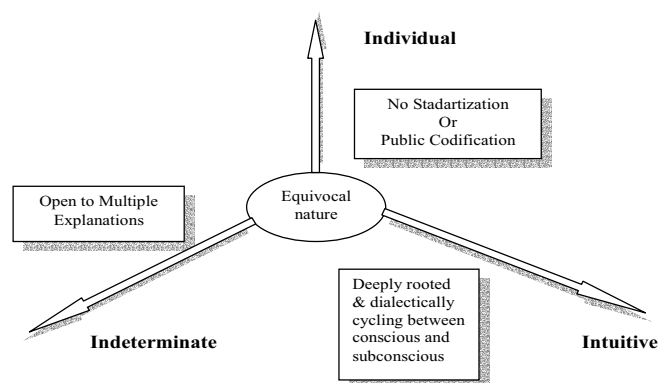 Individual
No Stadartization
Or
Public Codification
Equivocal
nature
Open to Multiple
Explanations
Deeply rooted
& dialectically
cycling between
conscious and
subconscious
Indeterminate
Intuitive